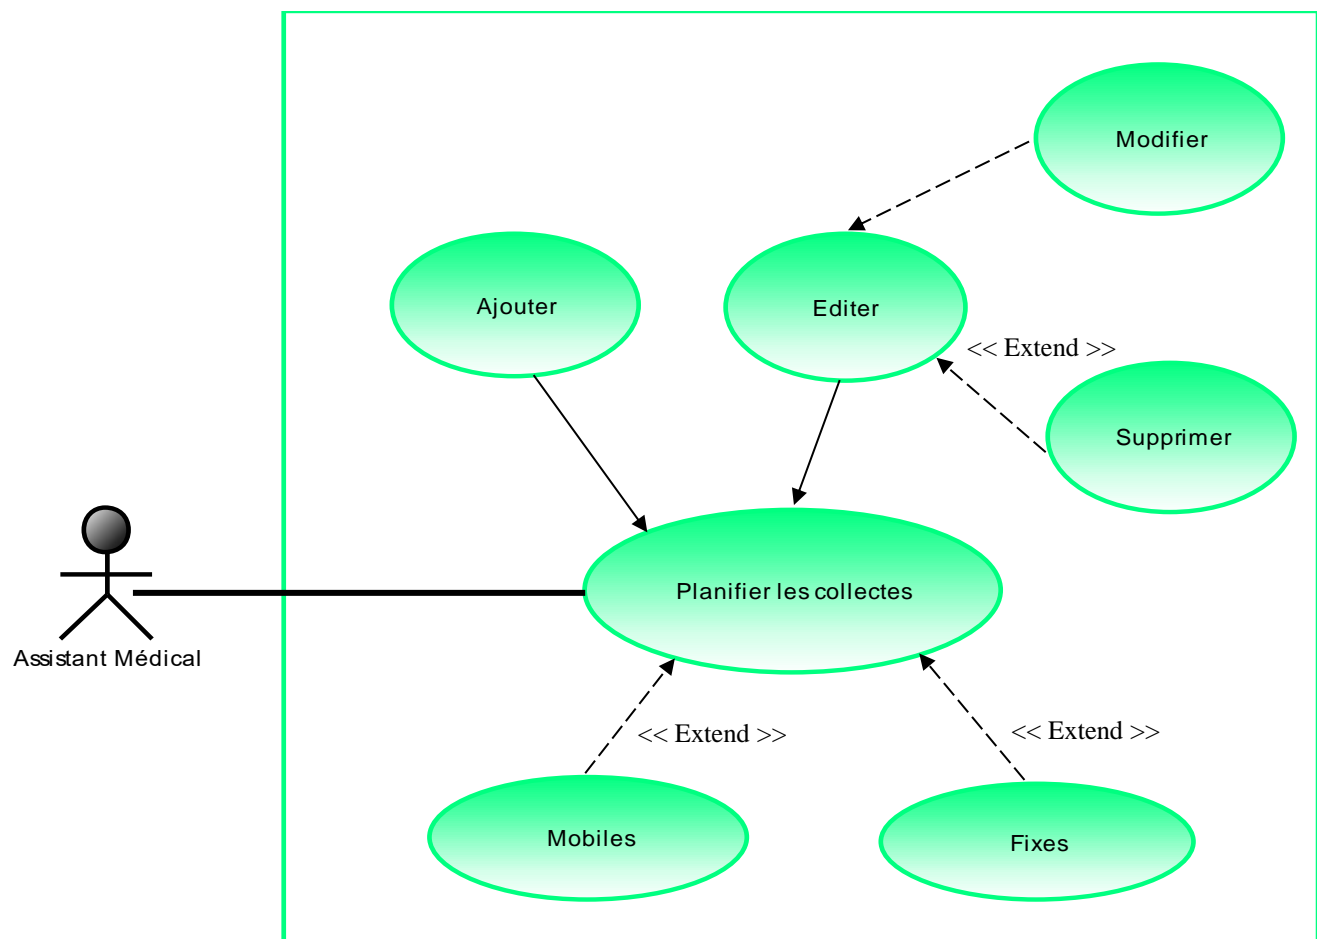 Modifier
Ajouter
Editer
<< Extend >>
Supprimer
Planifier les collectes
Assistant Médical
<< Extend >>
<< Extend >>
Mobiles
Fixes